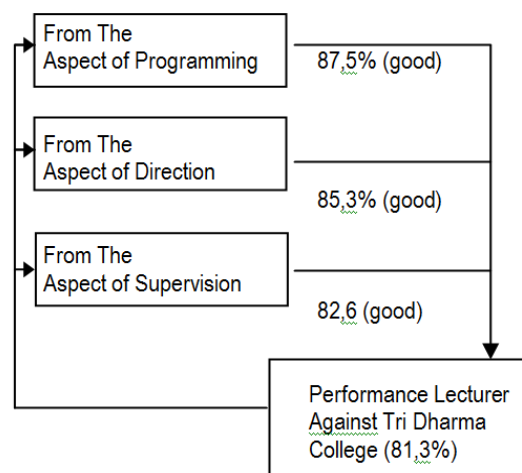 From The
Aspect of Programming
87,5% (good)
From The
Aspect of Direction
85,3% (good)
From The
Aspect of Supervision
82,6 (good)
Performance Lecturer
Against Tri Dharma
College (81,3%)